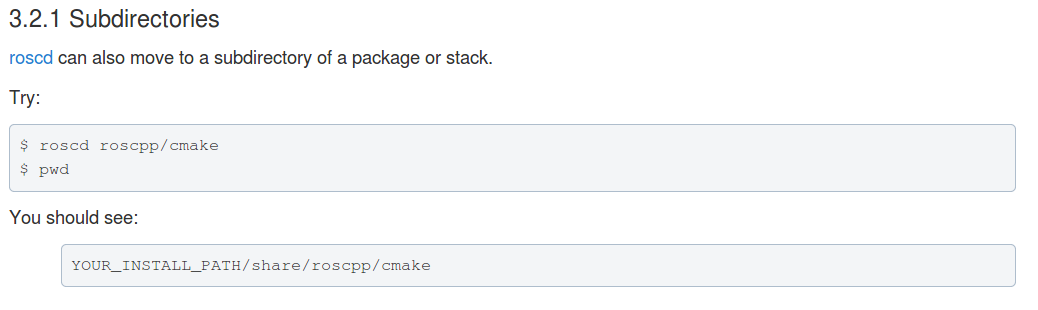 3.2.1 Subdirectories
roscd can also move to a subdirectory of a package or stack.
Try:
$ roscd roscpp/cmake
$ pwd
You should see:
YOUR_INSTALL_PATH/share/roscpp/cmake